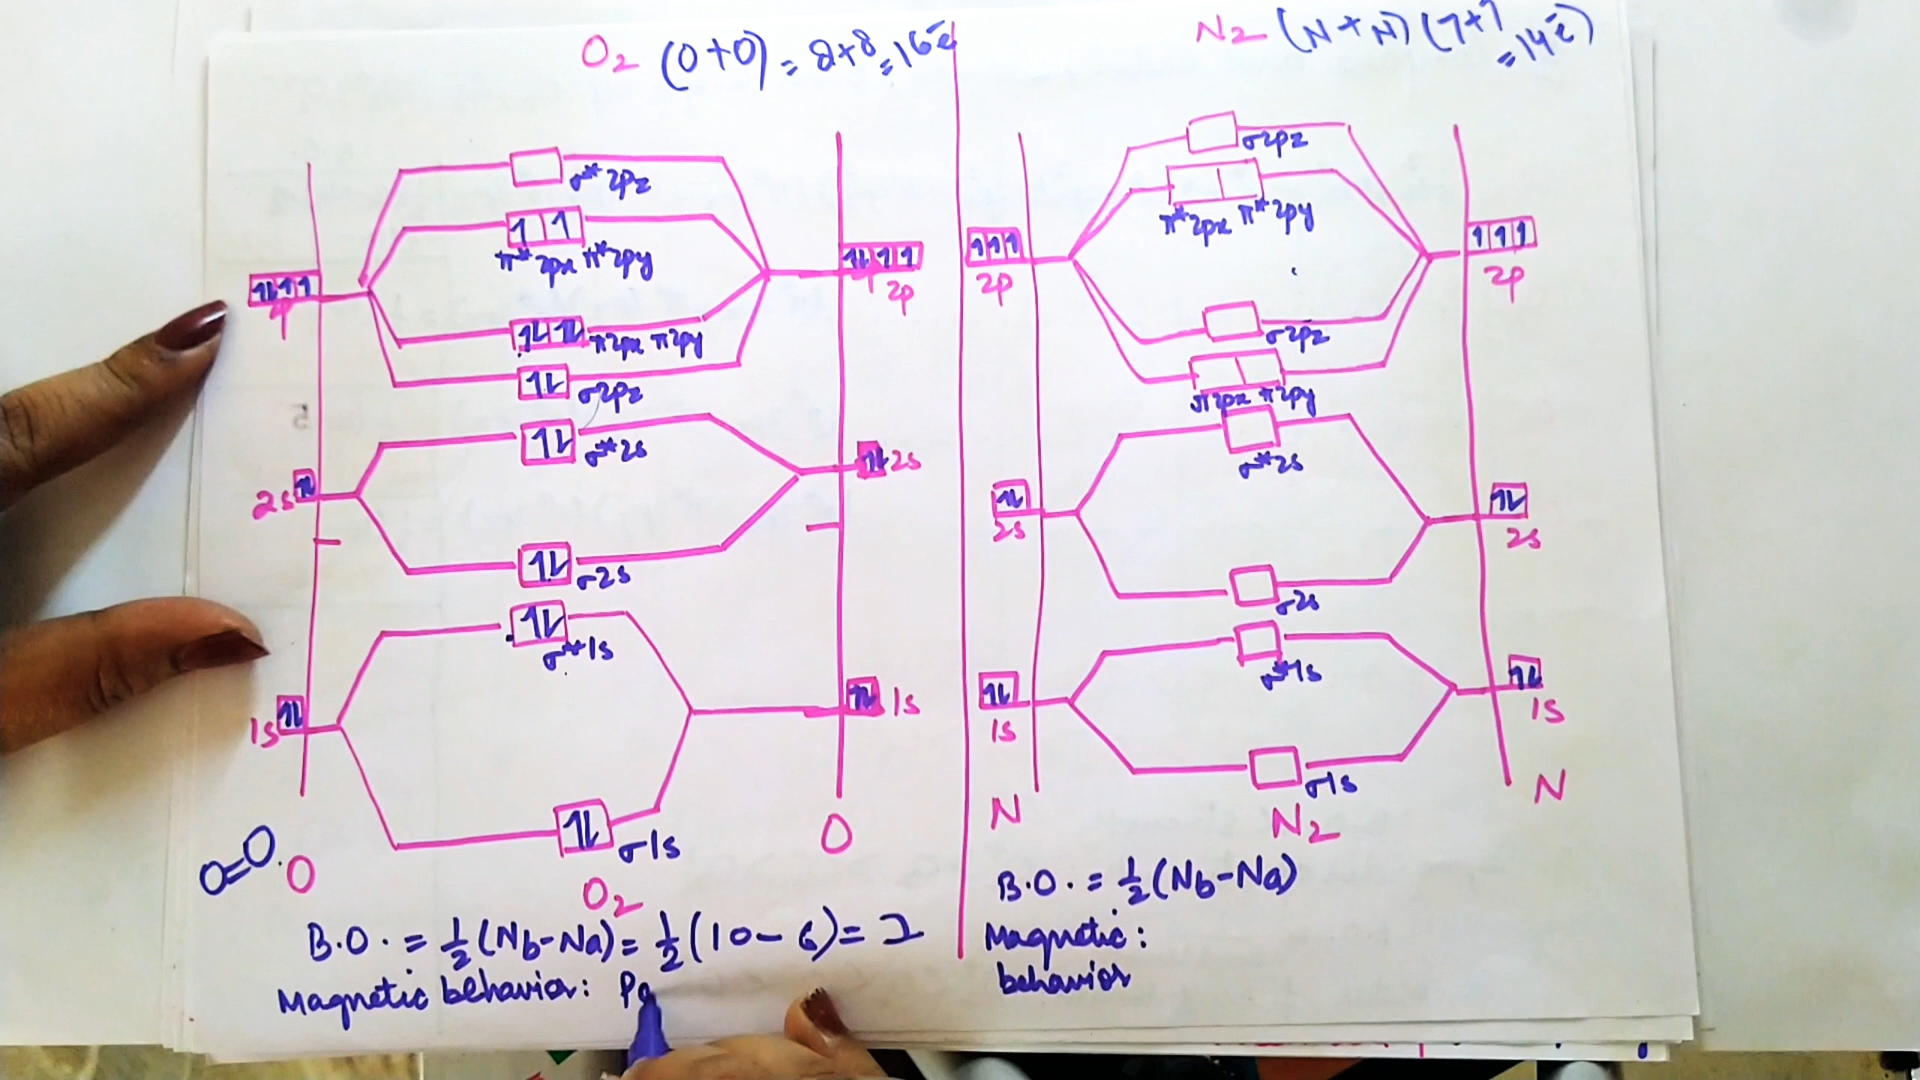 O₂ (O+O) = 8+8 = 16e⁻
σ*2pz
π*2px π*2py
2p
2p
π2px π2py
σ2pz
σ*2s
2s
2s
σ2s
σ*1s
1s
1s
σ1s
O=O
O
O₂
O
B.O. = 1/2 (Nb-Na) = 1/2 (10-6) = 2
Magnetic behavior: Pa
N₂ (N+N) (7+7 = 14e⁻)
σ2pz
π*2px π*2py
2p
2p
σ2pz
π2px π2py
σ*2s
2s
2s
σ2s
σ*1s
1s
1s
σ1s
N
N₂
N
B.O. = 1/2 (Nb-Na)
Magnetic:
behavior